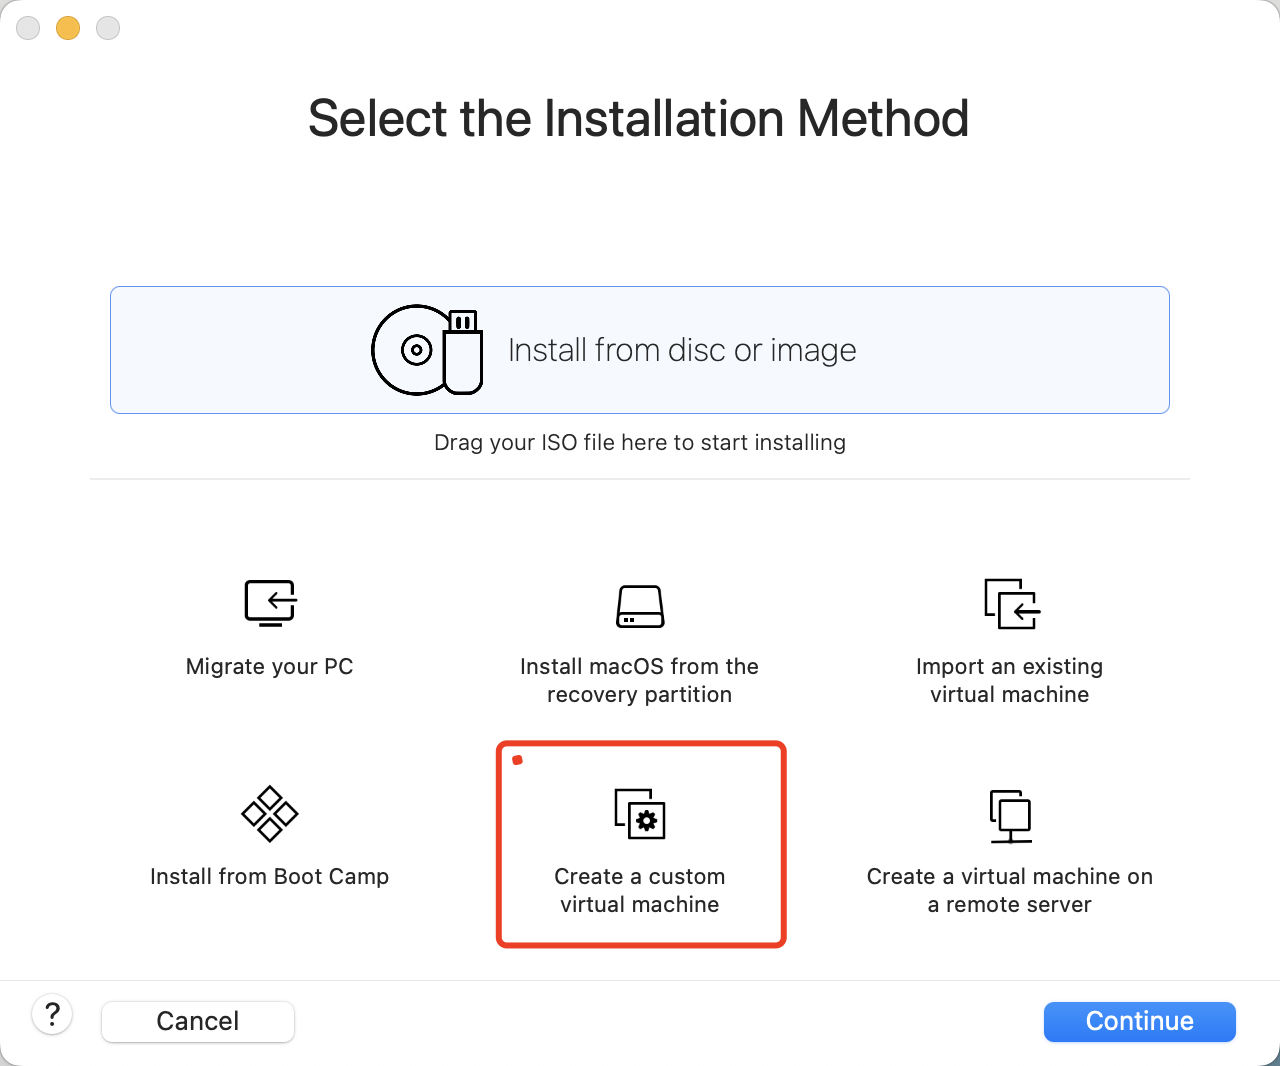 Select the Installation Method
Install from disc or image
Drag your ISO file here to start installing
Migrate your PC
Install macOS from the
recovery partition
Import an existing
virtual machine
Install from Boot Camp
Create a custom
virtual machine
Create a virtual machine on
a remote server
?
Cancel
Continue